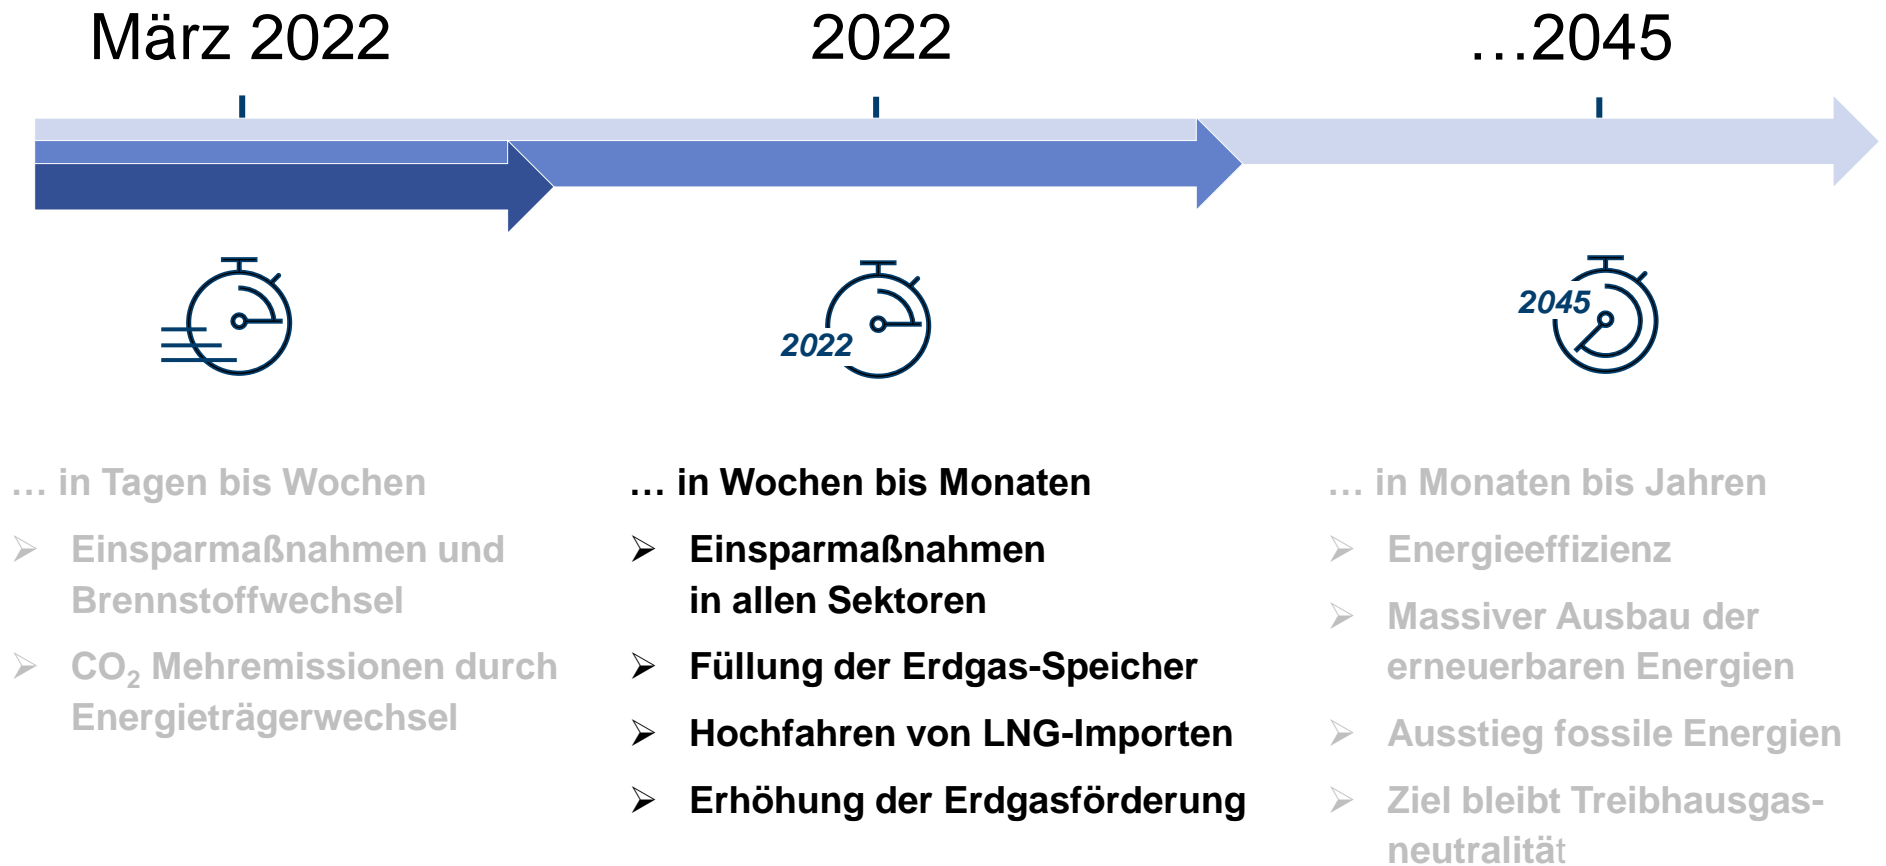 März 2022
2022
…2045
2022
2045
… in Tagen bis Wochen
➢ Einsparmaßnahmen und
Brennstoffwechsel
➢ CO₂ Mehremissionen durch
Energieträgerwechsel
… in Wochen bis Monaten
➢ Einsparmaßnahmen
in allen Sektoren
➢ Füllung der Erdgas-Speicher
➢ Hochfahren von LNG-Importen
➢ Erhöhung der Erdgasförderung
… in Monaten bis Jahren
➢ Energieeffizienz
➢ Massiver Ausbau der
erneuerbaren Energien
➢ Ausstieg fossile Energien
➢ Ziel bleibt Treibhausgas-
neutralität